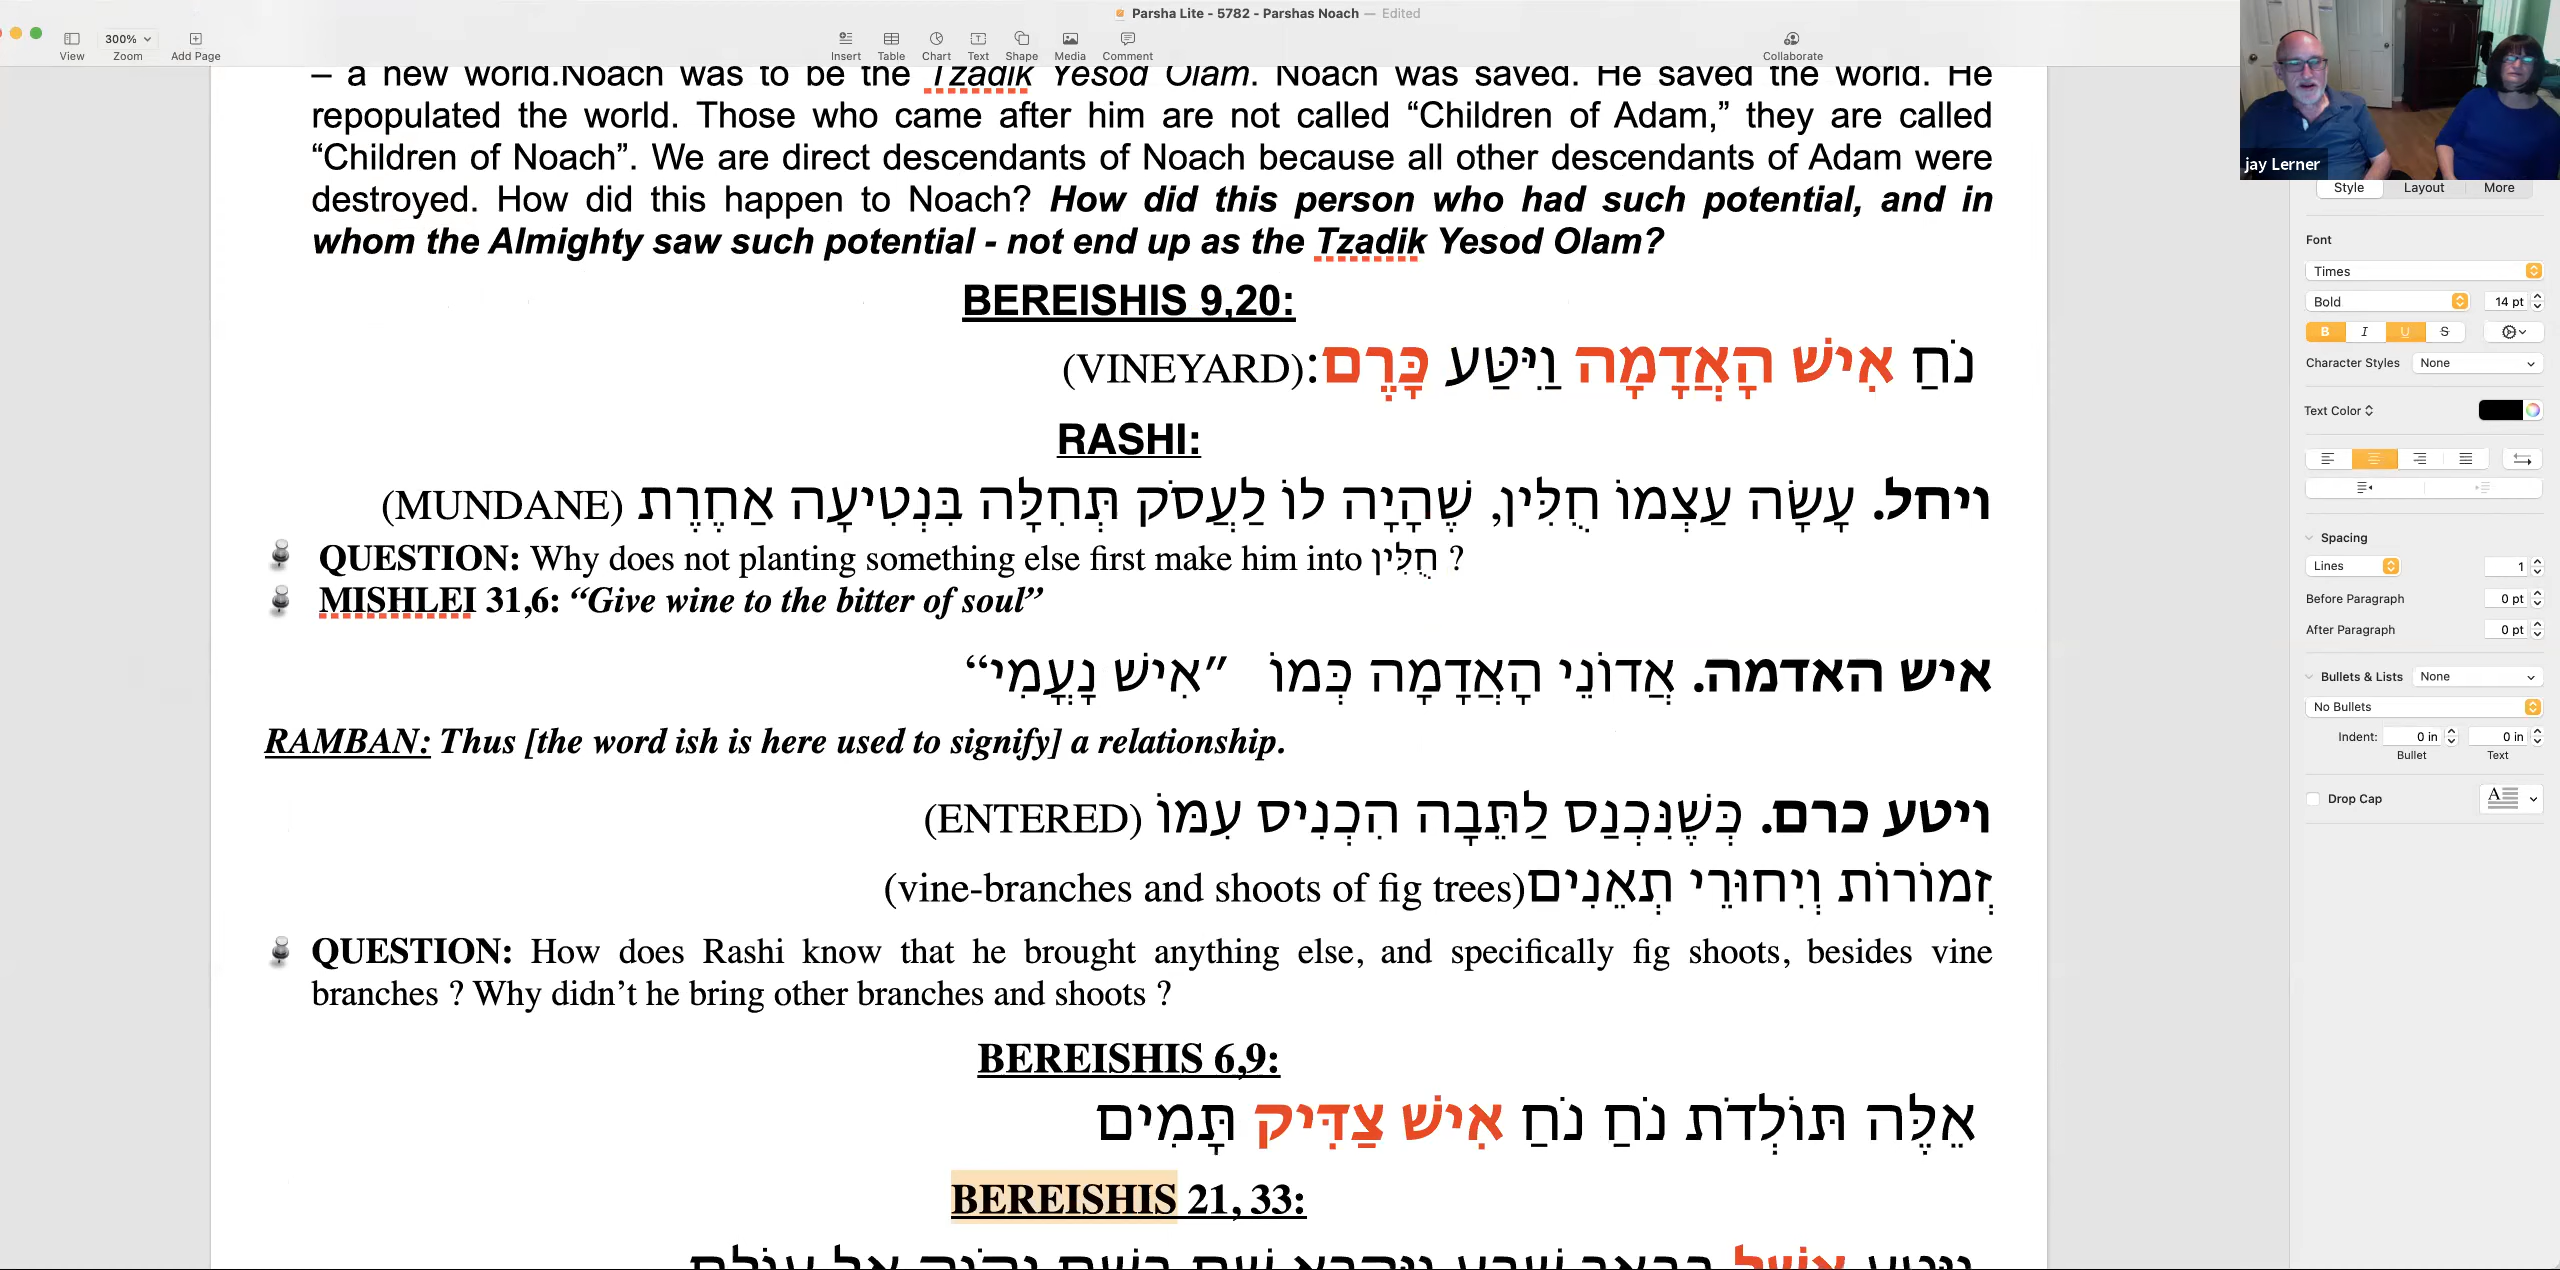 Parsha Lite - 5782 - Parshas Noach — Edited
300%
View Zoom Add Page Insert Table Chart Text Shape Media Comment Collaborate
– a new world.Noach was to be the Tzadik Yesod Olam. Noach was saved. He saved the world. He
repopulated the world. Those who came after him are not called “Children of Adam,” they are called
“Children of Noach”. We are direct descendants of Noach because all other descendants of Adam were
destroyed. How did this happen to Noach? How did this person who had such potential, and in
whom the Almighty saw such potential - not end up as the Tzadik Yesod Olam?
BEREISHIS 9,20:
נֹחַ אִישׁ הָאֲדָמָה וַיִּטַּע כָּרֶם:(VINEYARD)
RASHI:
ויחל. עָשָׂה עַצְמוֹ חֻלִּין, שֶׁהָיָה לוֹ לַעֲסֹק תְּחִלָּה בִּנְטִיעָה אַחֶרֶת (MUNDANE)
QUESTION: Why does not planting something else first make him into חֻלִּין ?
MISHLEI 31,6: “Give wine to the bitter of soul”
איש האדמה. אֲדוֹנֵי הָאֲדָמָה כְּמוֹ ”אִישׁ נָעֳמִי“
RAMBAN: Thus [the word ish is here used to signify] a relationship.
ויטע כרם. כְּשֶׁנִּכְנַס לַתֵּבָה הִכְנִיס עִמּוֹ (ENTERED)
זְמוֹרוֹת וְיִחוּרֵי תְאֵנִים(vine-branches and shoots of fig trees)
QUESTION: How does Rashi know that he brought anything else, and specifically fig shoots, besides vine
branches ? Why didn’t he bring other branches and shoots ?
BEREISHIS 6,9:
אֵלֶּה תּוֹלְדֹת נֹחַ נֹחַ אִישׁ צַדִּיק תָּמִים
BEREISHIS 21, 33:
jay Lerner
Style Layout More
Font
Times
Bold 14 pt
B I U S
Character Styles None
Text Color
Spacing
Lines 1
Before Paragraph 0 pt
After Paragraph 0 pt
Bullets & Lists None
No Bullets
Indent: 0 in 0 in
Bullet Text
Drop Cap
A